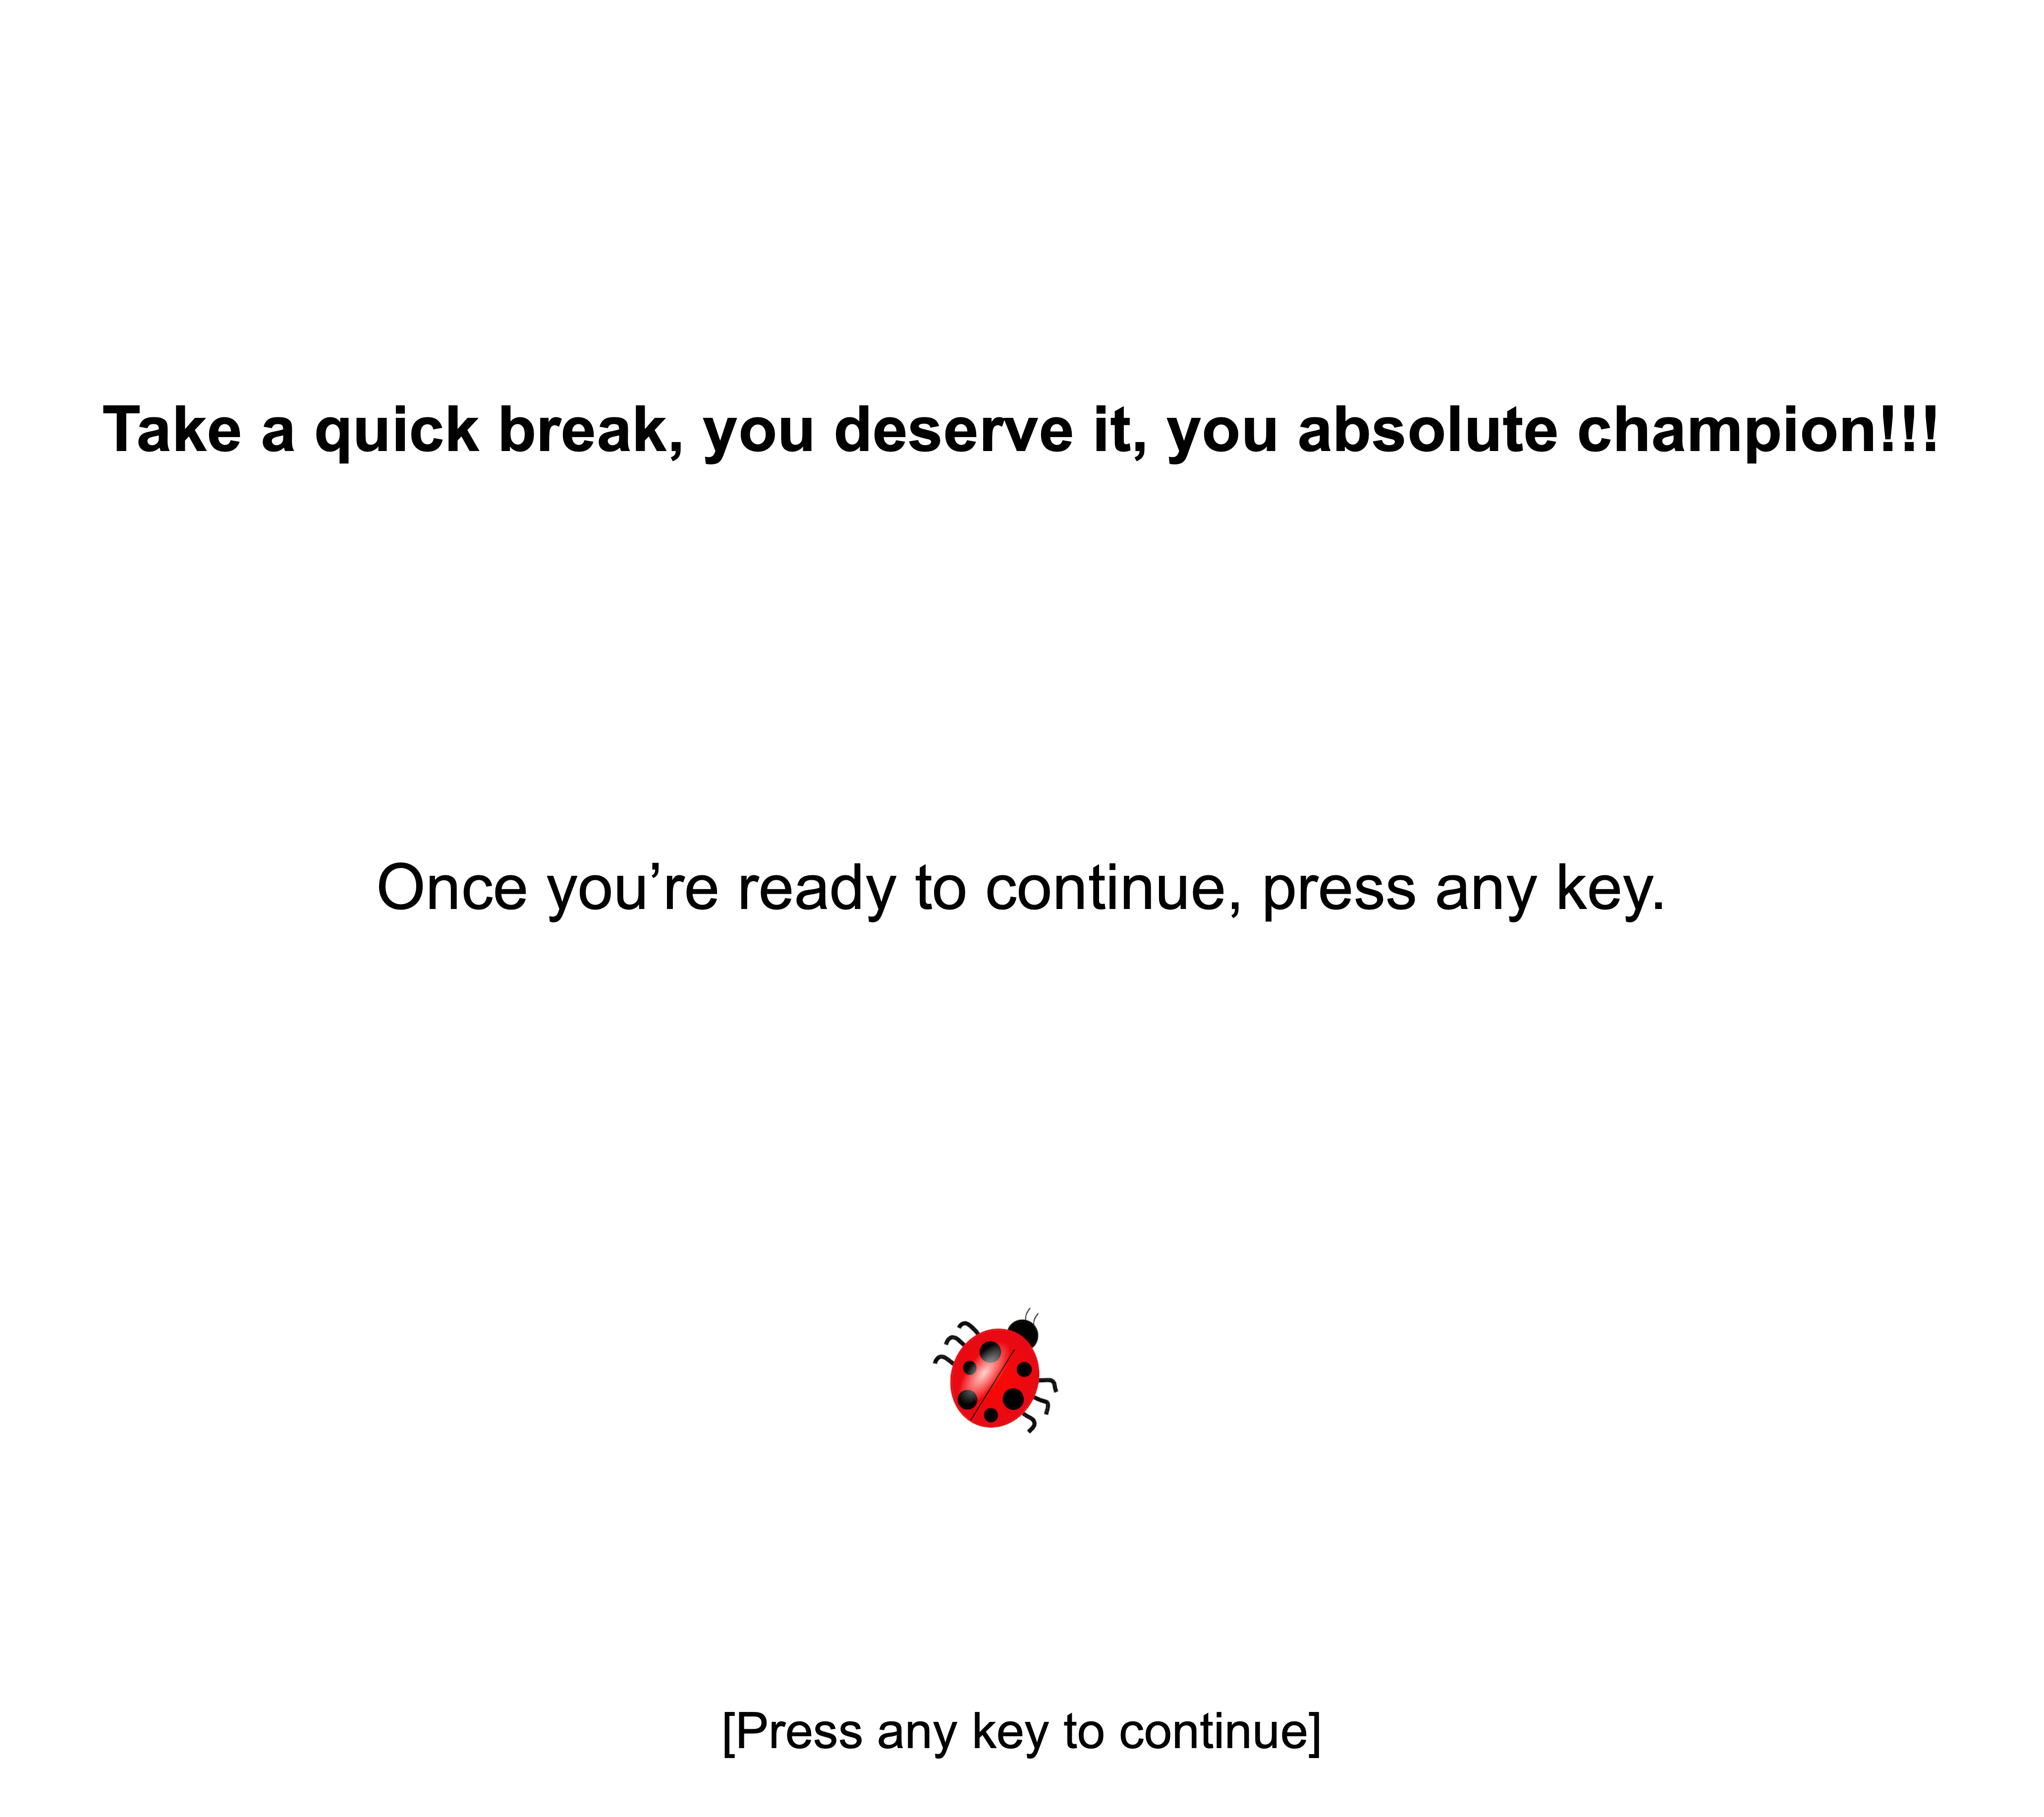 Take a quick break, you deserve it, you absolute champion!!!
Once you’re ready to continue, press any key.
[Press any key to continue]